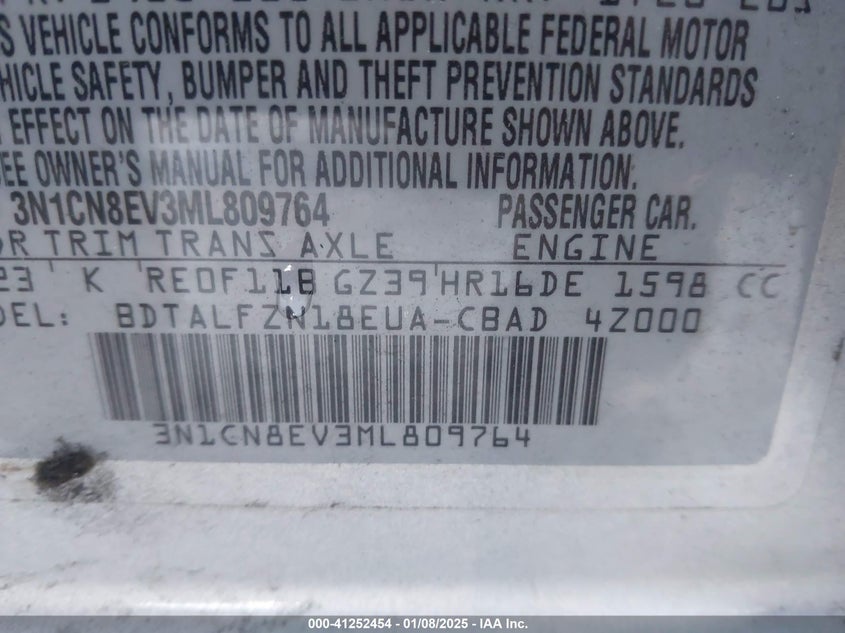 S VEHICLE CONFORMS TO ALL APPLICABLE FEDERAL MOTOR
HICLE SAFETY, BUMPER AND THEFT PREVENTION STANDARDS
EFFECT ON THE DATE OF MANUFACTURE SHOWN ABOVE.
EE OWNER'S MANUAL FOR ADDITIONAL INFORMATION.
3N1CN8EV3ML809764 PASSENGER CAR.
OR TRIM TRANS AXLE ENGINE
23 K RE0F11B GZ39 HR16DE 1598 CC
DEL: BDTALFZN18EUA-CBAD 4Z000
3N1CN8EV3ML809764
000-41252454 | 01/08/2025 | IAA Inc.